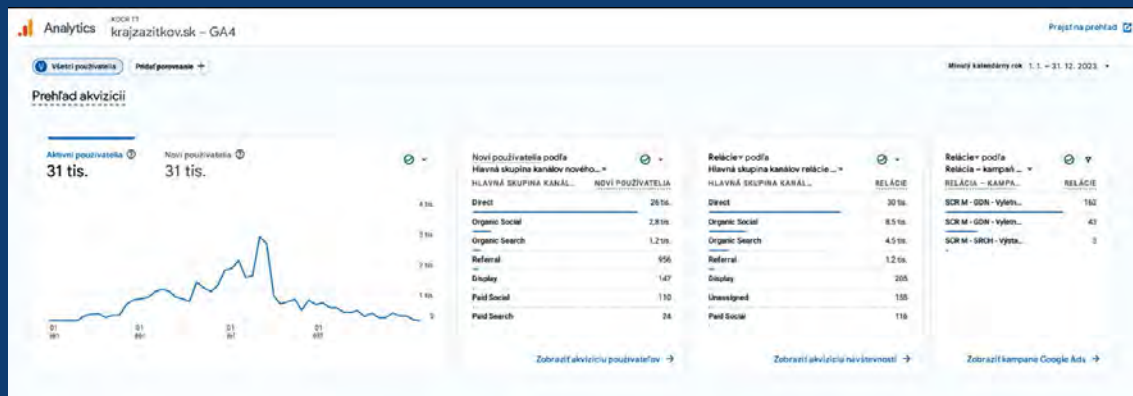 KOCR TT
Analytics
krajzazitkov.sk – GA4
Prejsť na prehľad
V Všetci používatelia
Pridať porovnanie +
Minulý kalendárny rok 1. 1. – 31. 12. 2023
Prehľad akvizícií
Aktívni používatelia
31 tis.
Noví používatelia
31 tis.
4 tis.
3 tis.
2 tis.
1 tis.
0
01
01
01
01
Noví používatelia podľa
Hlavná skupina kanálov nového...
HLAVNÁ SKUPINA KANÁL... NOVÍ POUŽÍVATELIA
Direct 26 tis.
Organic Social 2,8 tis.
Organic Search 1,2 tis.
Referral 956
Display 147
Paid Social 110
Paid Search 24
Zobraziť akvizíciu používateľov →
Relácie podľa
Hlavná skupina kanálov relácie ...
HLAVNÁ SKUPINA KANÁL... RELÁCIE
Direct 30 tis.
Organic Social 8,5 tis.
Organic Search 4,5 tis.
Referral 1,2 tis.
Display
Unassigned
Paid Social 116
Zobraziť akvizíciu návštevnosti →
Relácie podľa
Relácia – kampaň ...
RELÁCIA – KAMPA... RELÁCIE
SCR M - GDN - Vyletn...
SCR M - GDN - Vyletn... 43
SCR M - SRCH - Výsta... 3
Zobraziť kampane Google Ads →